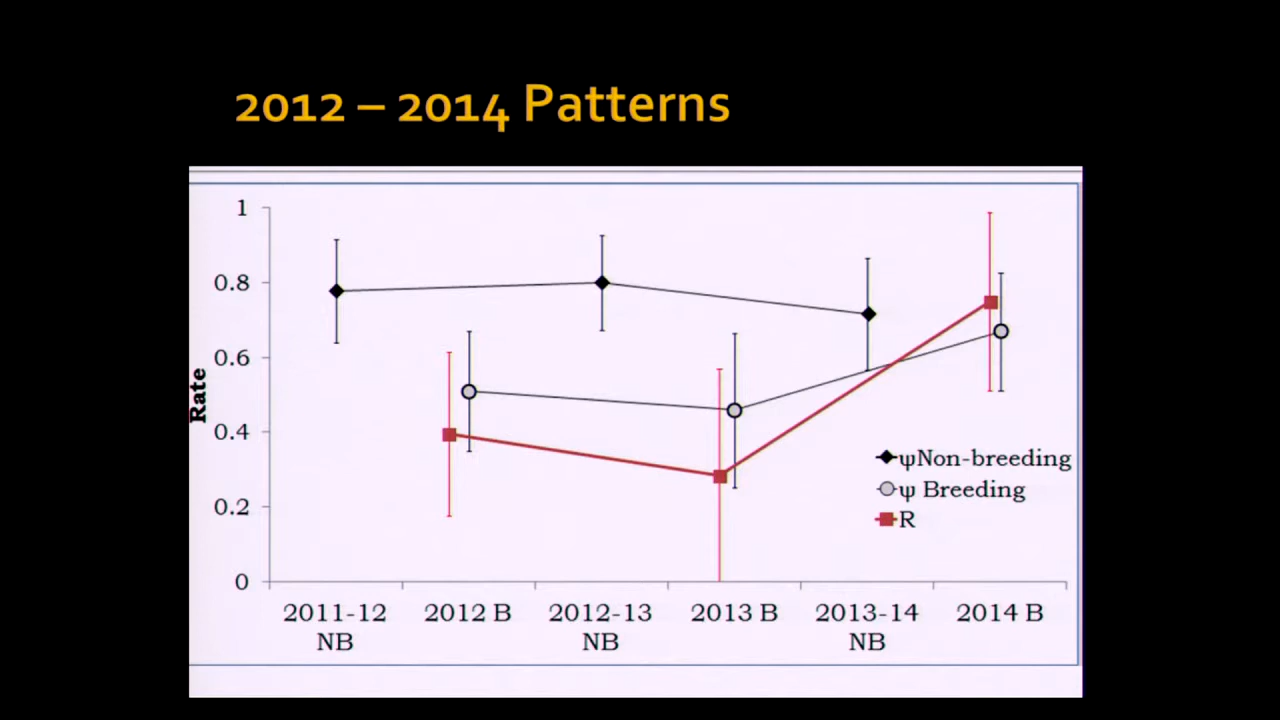 2012 – 2014 Patterns
1
0.8
0.6
0.4
0.2
0
Rate
ψNon-breeding
ψ Breeding
R
2011-12 NB
2012 B
2012-13 NB
2013 B
2013-14 NB
2014 B